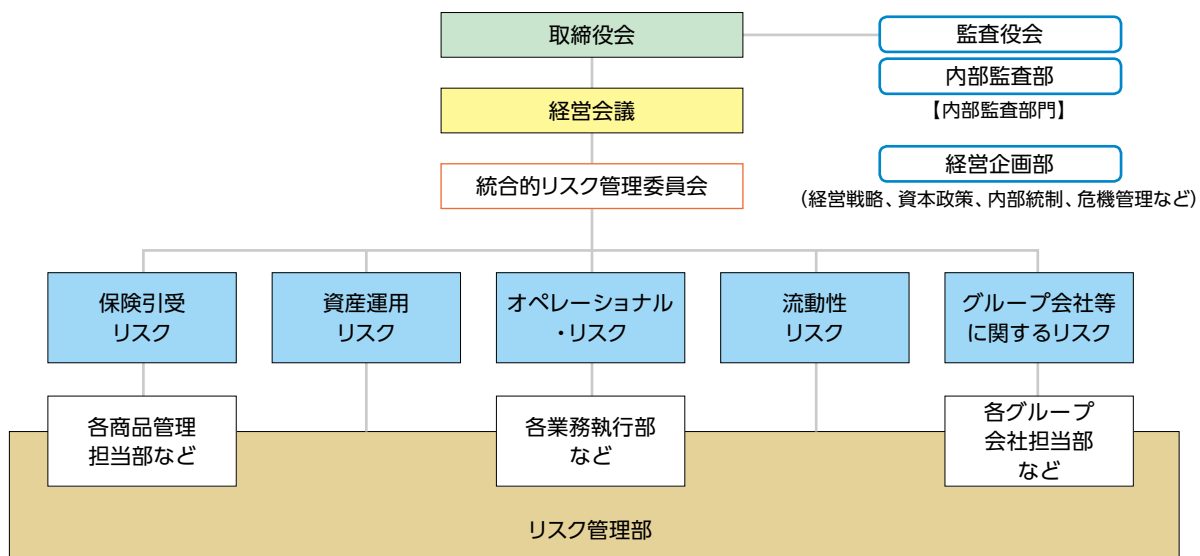 取締役会
監査役会
内部監査部
【内部監査部門】
経営会議
経営企画部
(経営戦略、資本政策、内部統制、危機管理など)
統合的リスク管理委員会
保険引受
リスク
資産運用
リスク
オペレーショナル
・リスク
流動性
リスク
グループ会社等
に関するリスク
各商品管理
担当部など
各業務執行部
など
各グループ
会社担当部
など
リスク管理部